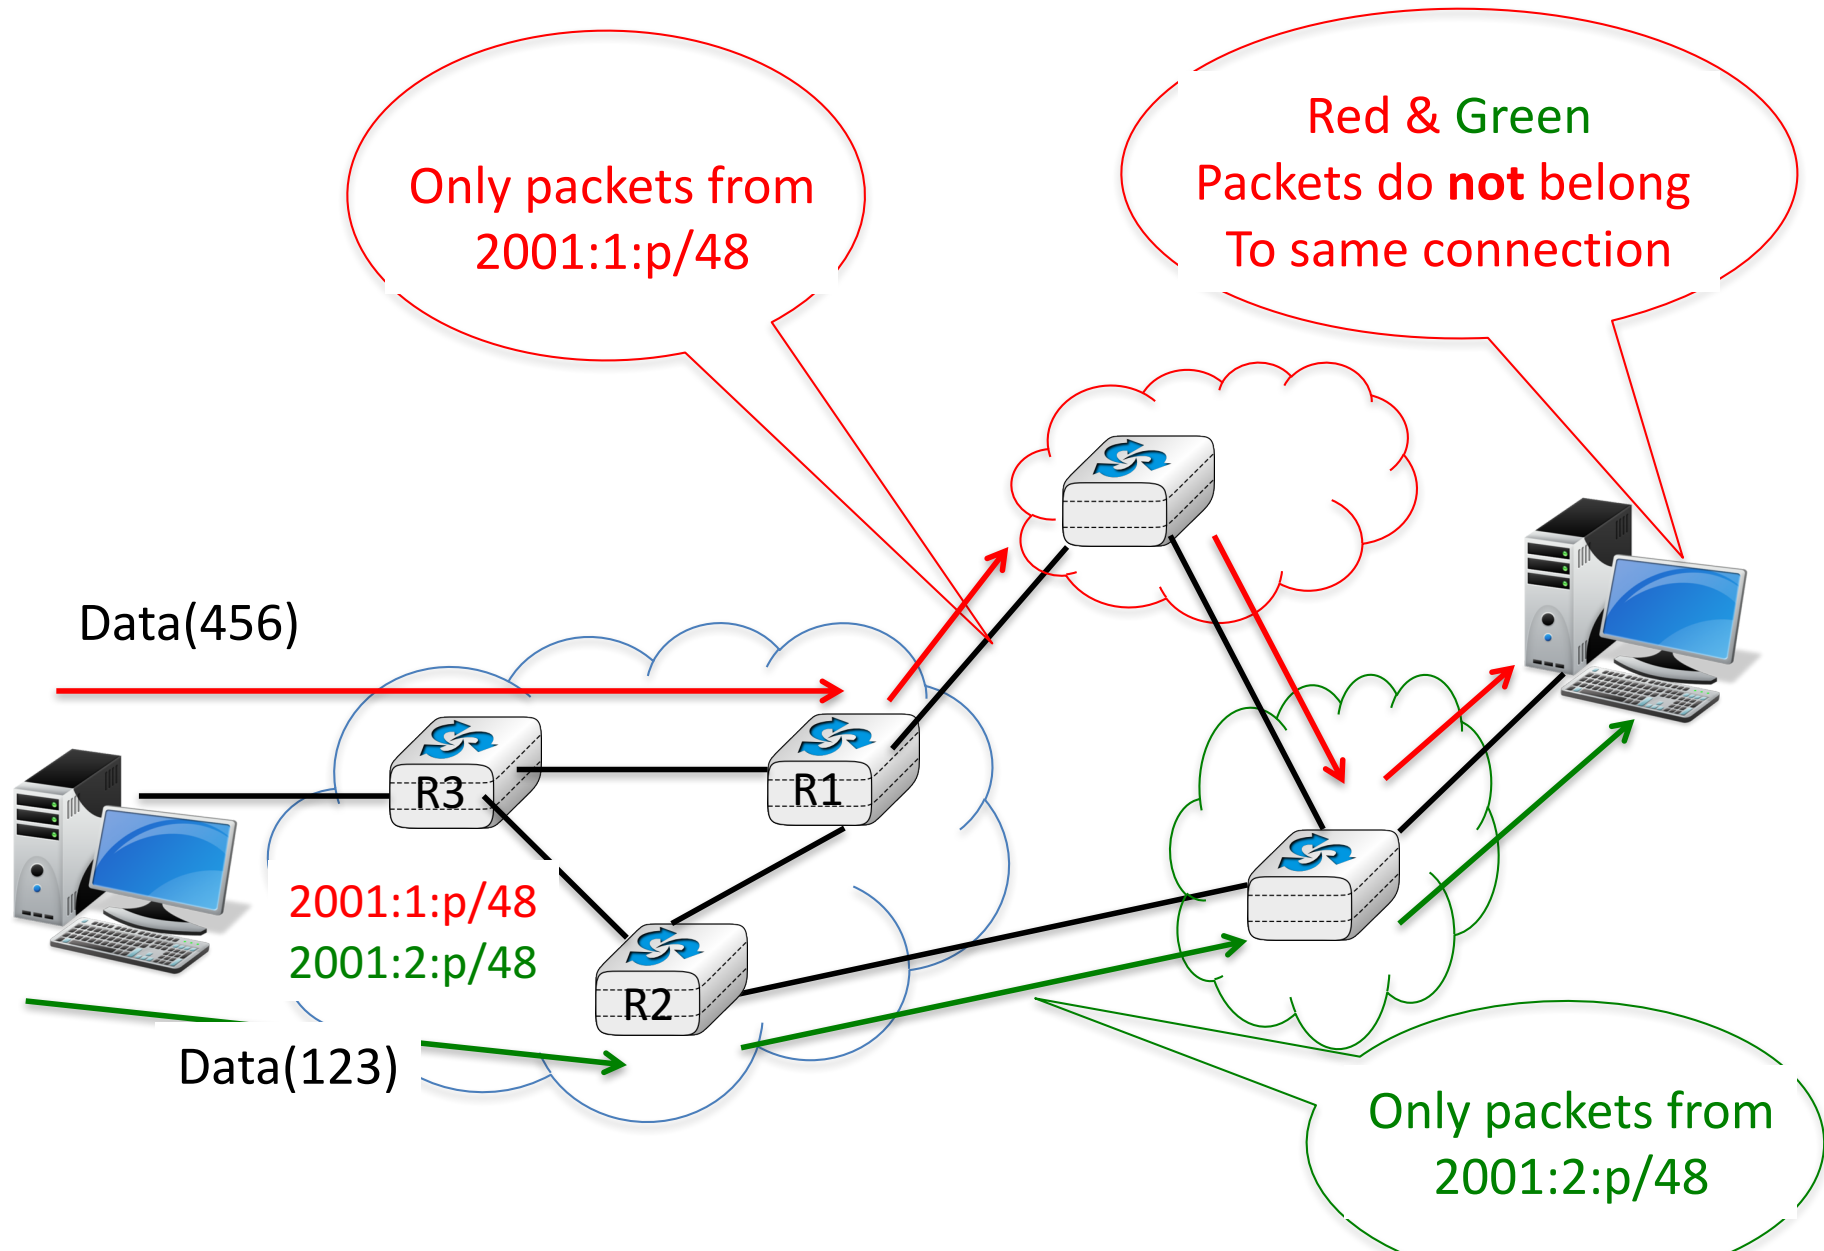 Only packets from
2001:1:p/48
Red & Green
Packets do not belong
To same connection
Data(456)
R3
R1
2001:1:p/48
2001:2:p/48
R2
Data(123)
Only packets from
2001:2:p/48